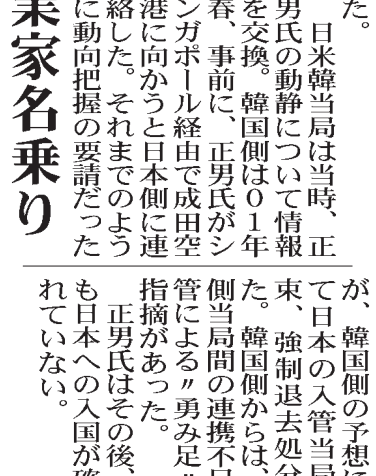 た。
日米韓当局は当時、正
男氏の動静について情報
を交換。韓国側は01年
春、事前に、正男氏がシ
ンガポール経由で成田空
港に向かうと日本側に連
絡した。それまでのよう
に動向把握の要請だった
業家名乗り
が、韓国側の予想に
て日本の入管当局
束、強制退去処分
た。韓国側からは、
側当局間の連携不足
管による〃勇み足〃
指摘があった。
正男氏はその後、
も日本への入国が確
れていない。